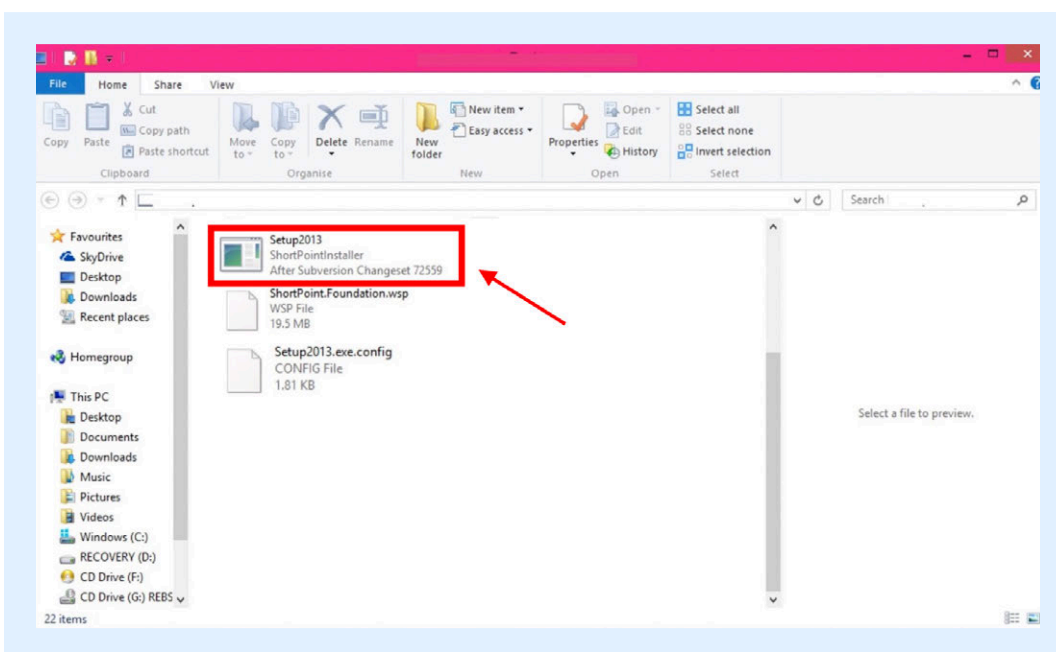 File Home Share View
Copy
Paste
Cut
Copy path
Paste shortcut
Clipboard
Move to
Copy to
Delete
Rename
Organise
New folder
New item
Easy access
New
Properties
Open
Edit
History
Open
Select all
Select none
Invert selection
Select
Search
Favourites
SkyDrive
Desktop
Downloads
Recent places
Homegroup
This PC
Desktop
Documents
Downloads
Music
Pictures
Videos
Windows (C:)
RECOVERY (D:)
CD Drive (F:)
CD Drive (G:) REBS
Setup2013
ShortPointInstaller
After Subversion Changeset 72559
ShortPoint.Foundation.wsp
WSP File
19.5 MB
Setup2013.exe.config
CONFIG File
1.81 KB
Select a file to preview.
22 items